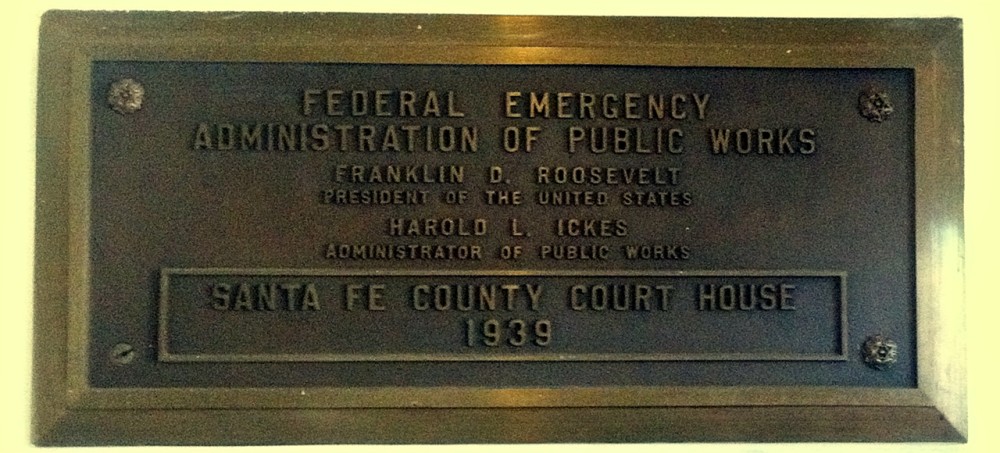 FEDERAL EMERGENCY
ADMINISTRATION OF PUBLIC WORKS
FRANKLIN D. ROOSEVELT
PRESIDENT OF THE UNITED STATES
HAROLD L. ICKES
ADMINISTRATOR OF PUBLIC WORKS
SANTA FE COUNTY COURT HOUSE
1939